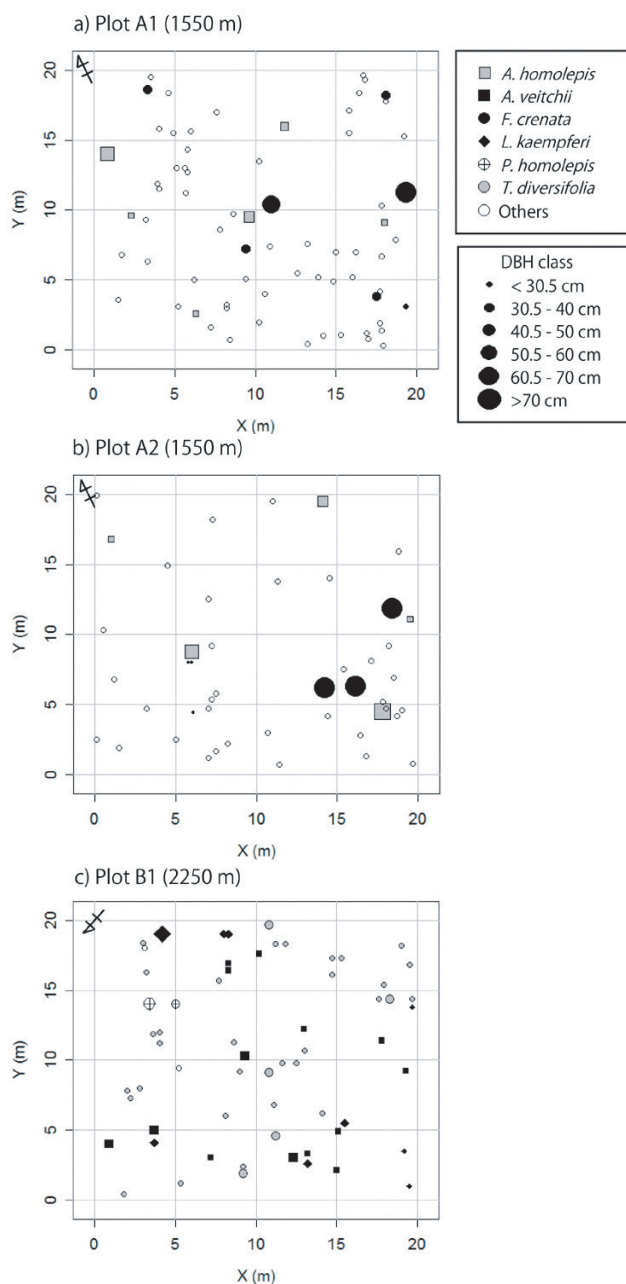 a) Plot A1 (1550 m)
20
15
10
5
0
Y (m)
0 5 10 15 20
X (m)
A. homolepis
A. veitchii
F. crenata
L. kaempferi
P. homolepis
T. diversifolia
Others
DBH class
< 30.5 cm
30.5 - 40 cm
40.5 - 50 cm
50.5 - 60 cm
60.5 - 70 cm
>70 cm
b) Plot A2 (1550 m)
20
15
10
5
0
Y (m)
0 5 10 15 20
X (m)
c) Plot B1 (2250 m)
20
15
10
5
0
Y (m)
0 5 10 15 20
X (m)